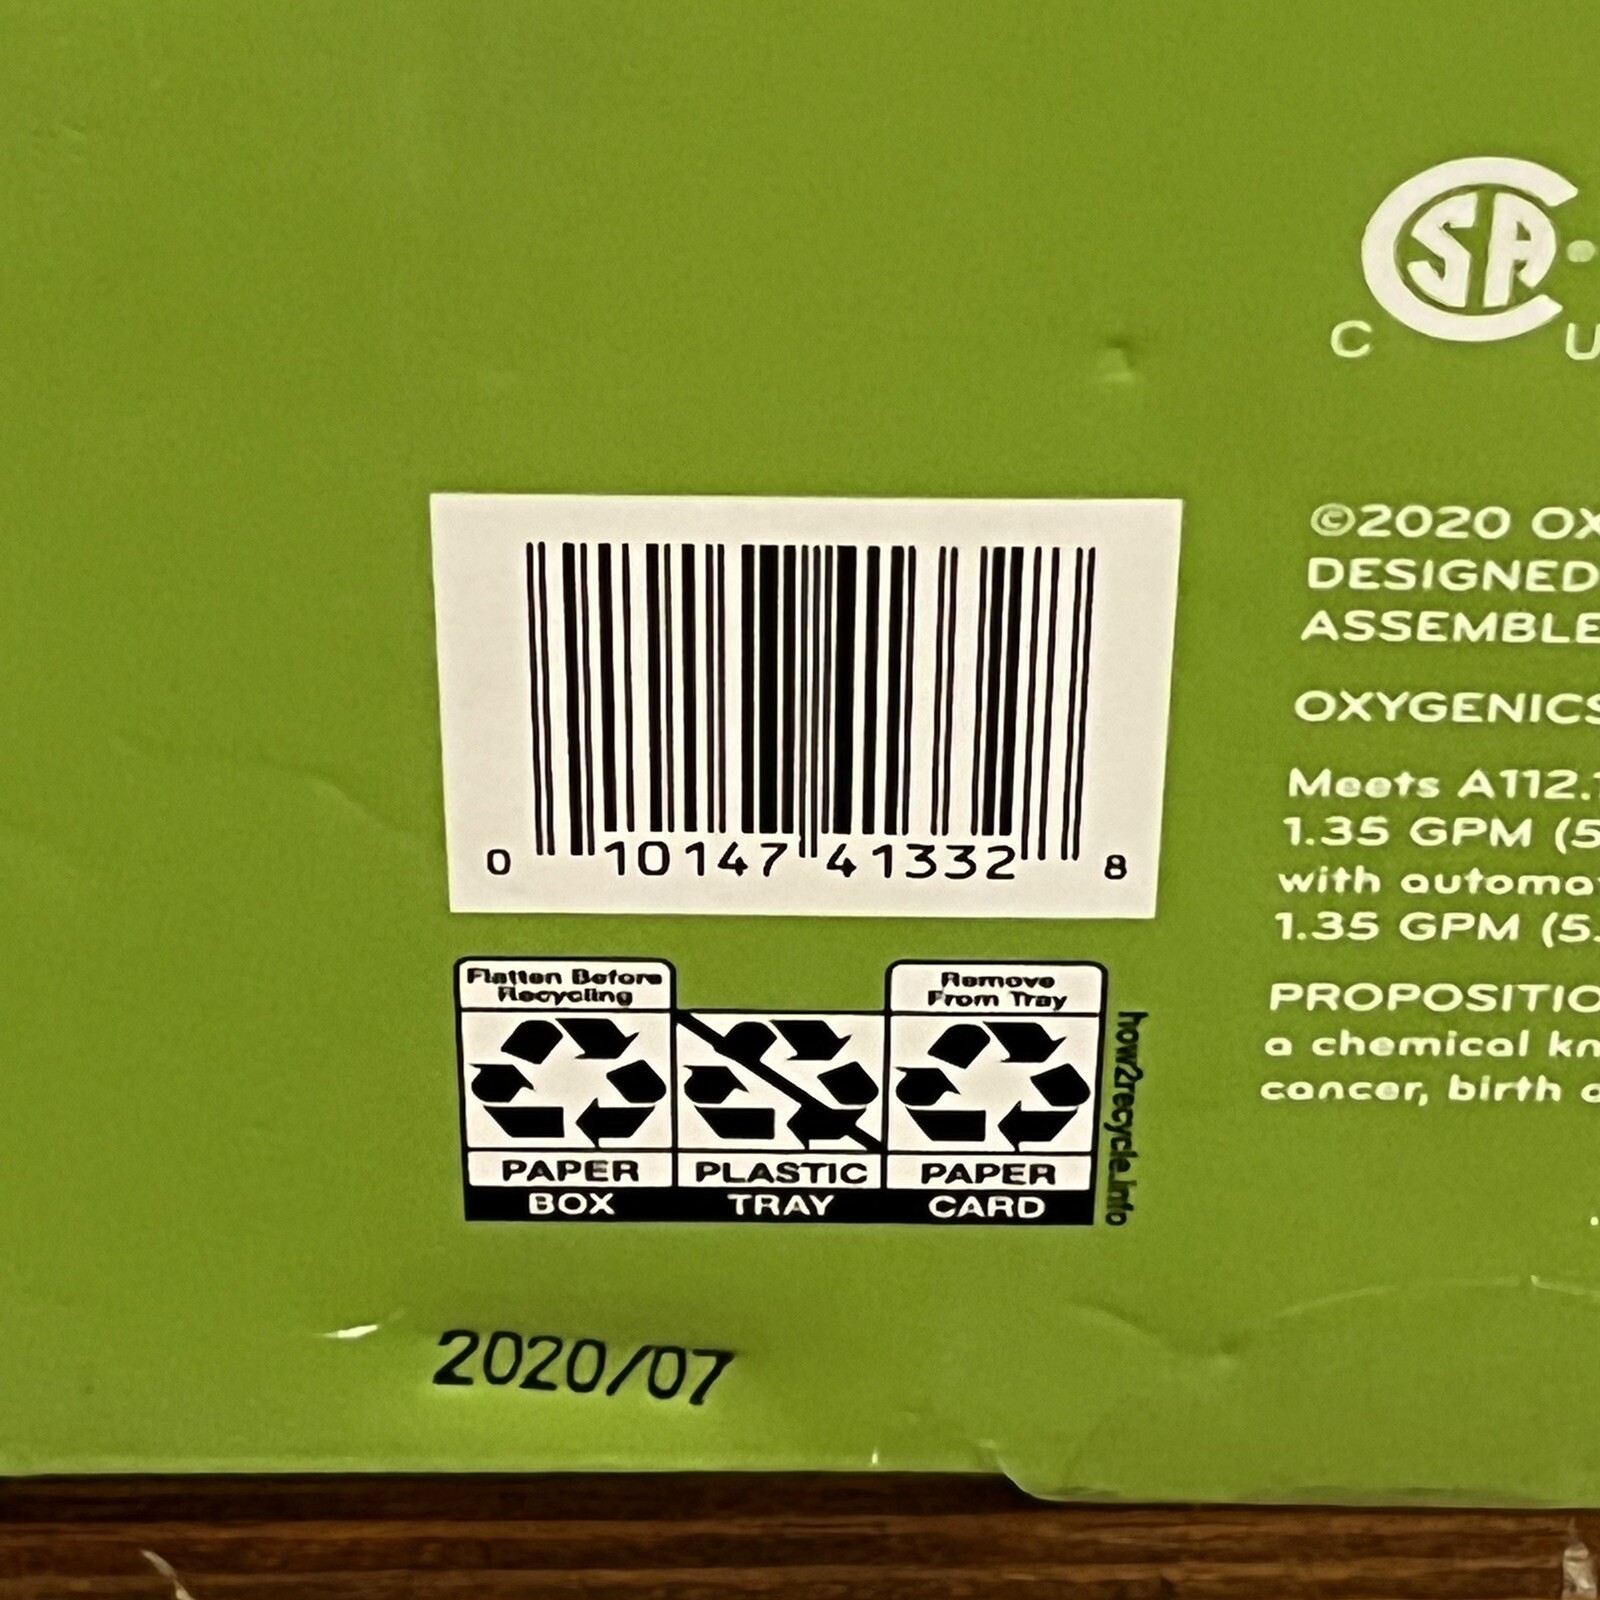 CSA
C U
0 10147 41332 8
©2020 OX
DESIGNED
ASSEMBLE
OXYGENICS
Meets A112.1
1.35 GPM (5
with automa
1.35 GPM (5.
PROPOSITIO
a chemical kn
cancer, birth d
Flatten Before
Recycling
Remove
From Tray
PAPER PLASTIC PAPER
BOX TRAY CARD
how2recycle.info
2020/07